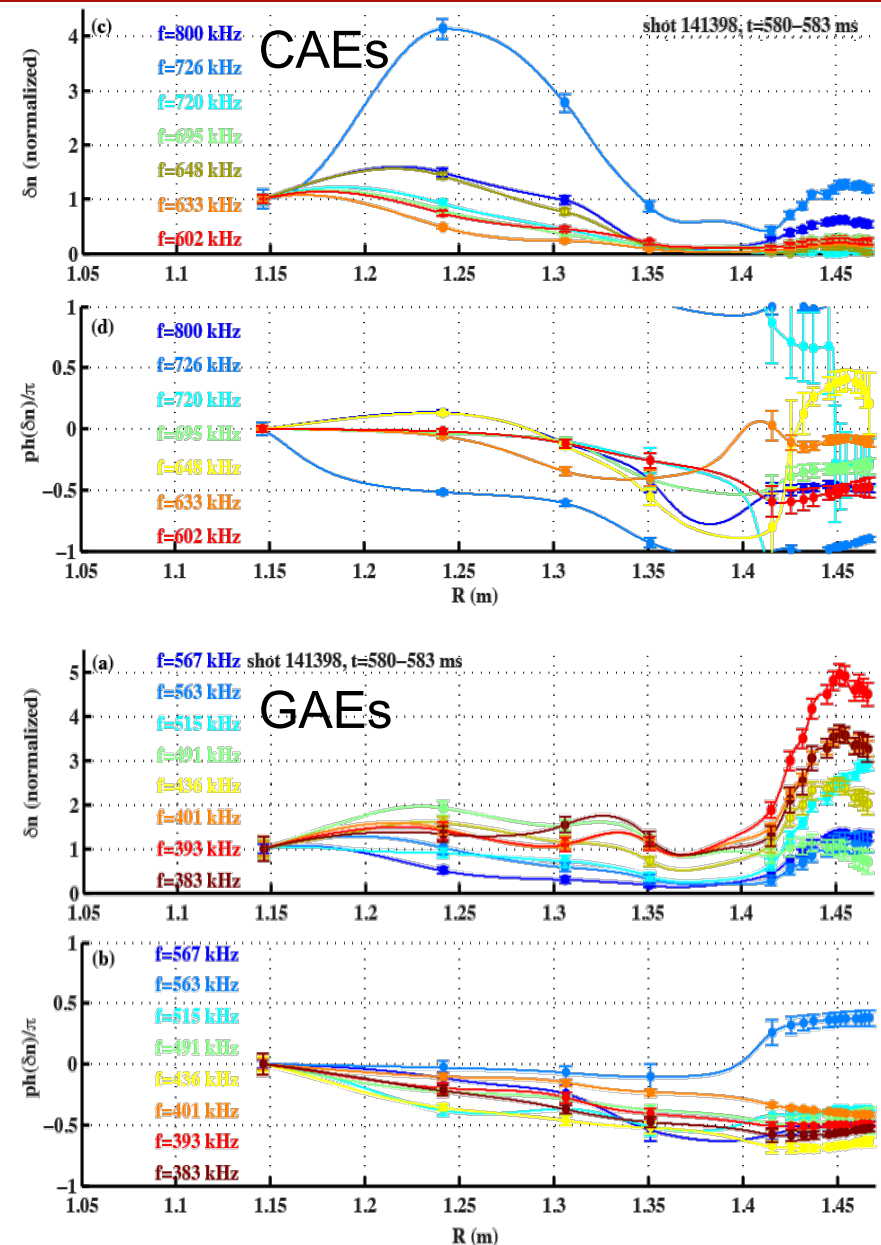 (c)
CAEs
shot 141398, t=580−583 ms
f=800 kHz
f=726 kHz
f=720 kHz
f=695 kHz
f=648 kHz
f=633 kHz
f=602 kHz
δn (normalized)
4
3
2
1
0
1.05 1.1 1.15 1.2 1.25 1.3 1.35 1.4 1.45
(d)
f=800 kHz
f=726 kHz
f=720 kHz
f=695 kHz
f=648 kHz
f=633 kHz
f=602 kHz
ph(δn)/π
1
0.5
0
−0.5
−1
1.05 1.1 1.15 1.2 1.25 1.3 1.35 1.4 1.45
R (m)
(a)
f=567 kHz shot 141398, t=580−583 ms
GAEs
f=563 kHz
f=515 kHz
f=491 kHz
f=436 kHz
f=401 kHz
f=393 kHz
f=383 kHz
δn (normalized)
5
4
3
2
1
0
1.05 1.1 1.15 1.2 1.25 1.3 1.35 1.4 1.45
(b)
f=567 kHz
f=563 kHz
f=515 kHz
f=491 kHz
f=436 kHz
f=401 kHz
f=393 kHz
f=383 kHz
ph(δn)/π
1
0.5
0
−0.5
−1
1.05 1.1 1.15 1.2 1.25 1.3 1.35 1.4 1.45
R (m)